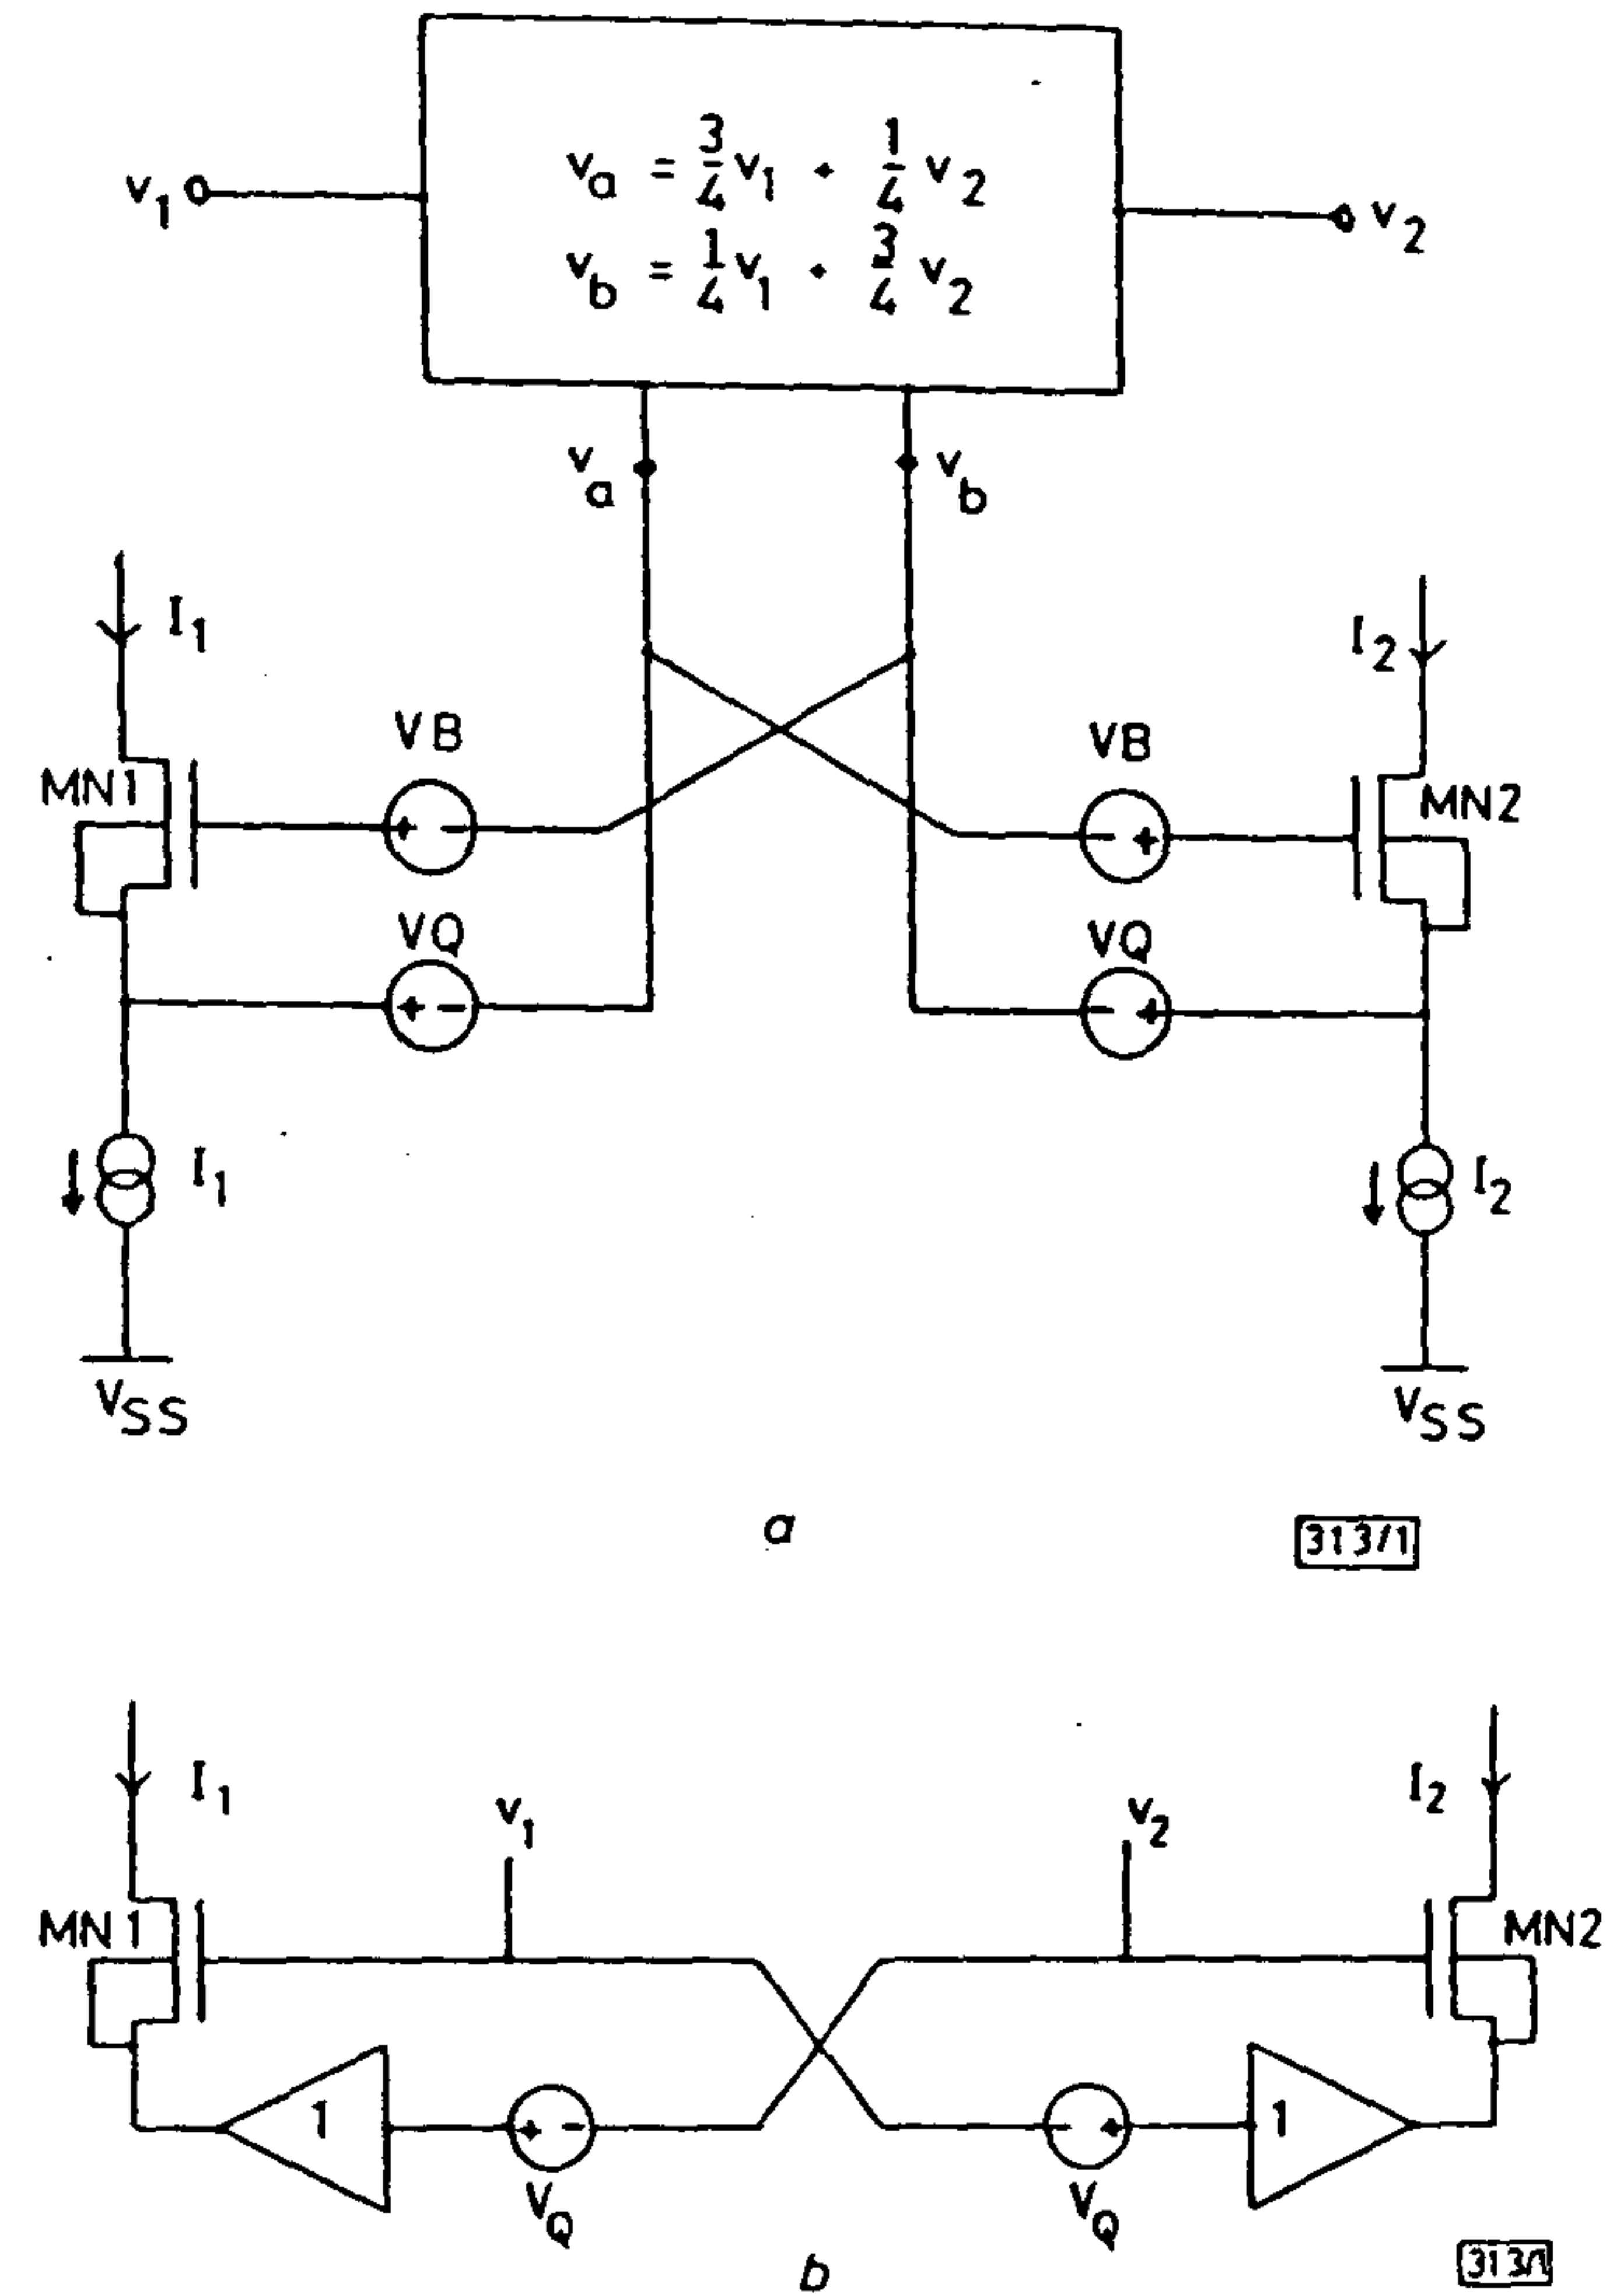 v1
va = 3/4 v1 + 1/4 v2
vb = 1/4 v1 + 3/4 v2
v2
va
vb
I1
I2
VB
VB
MN1
MN2
VQ
VQ
I1
I2
VSS
VSS
a
313/1
I1
v1
v2
I2
MN1
MN2
1
1
VQ
VQ
b
313/1